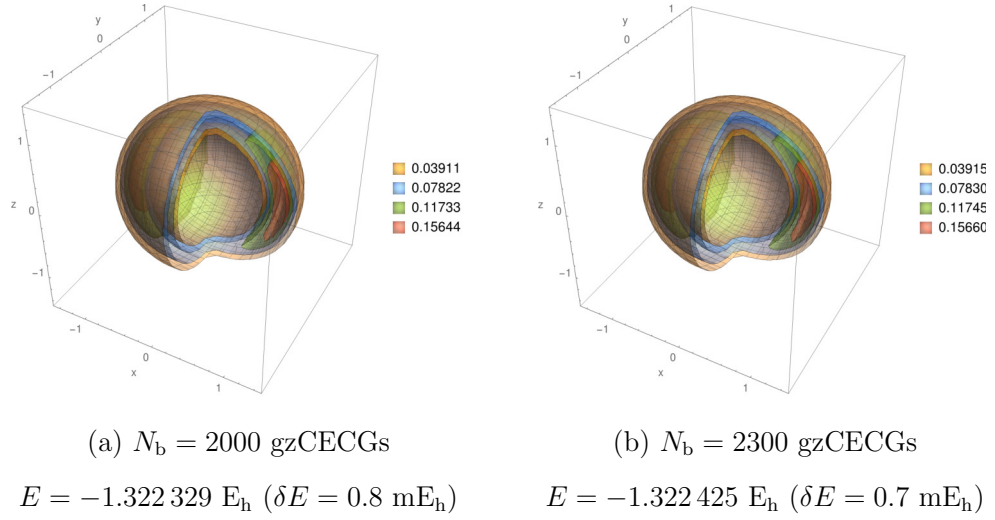 y
1
0
−1
1
z
0
−1
−1
0
x
1
0.03911
0.07822
0.11733
0.15644
y
1
0
−1
1
z
0
−1
−1
0
x
1
0.03915
0.07830
0.11745
0.15660
(a) N_b = 2000 gzCECGs
(b) N_b = 2300 gzCECGs
E = −1.322 329 E_h (δE = 0.8 mE_h)
E = −1.322 425 E_h (δE = 0.7 mE_h)